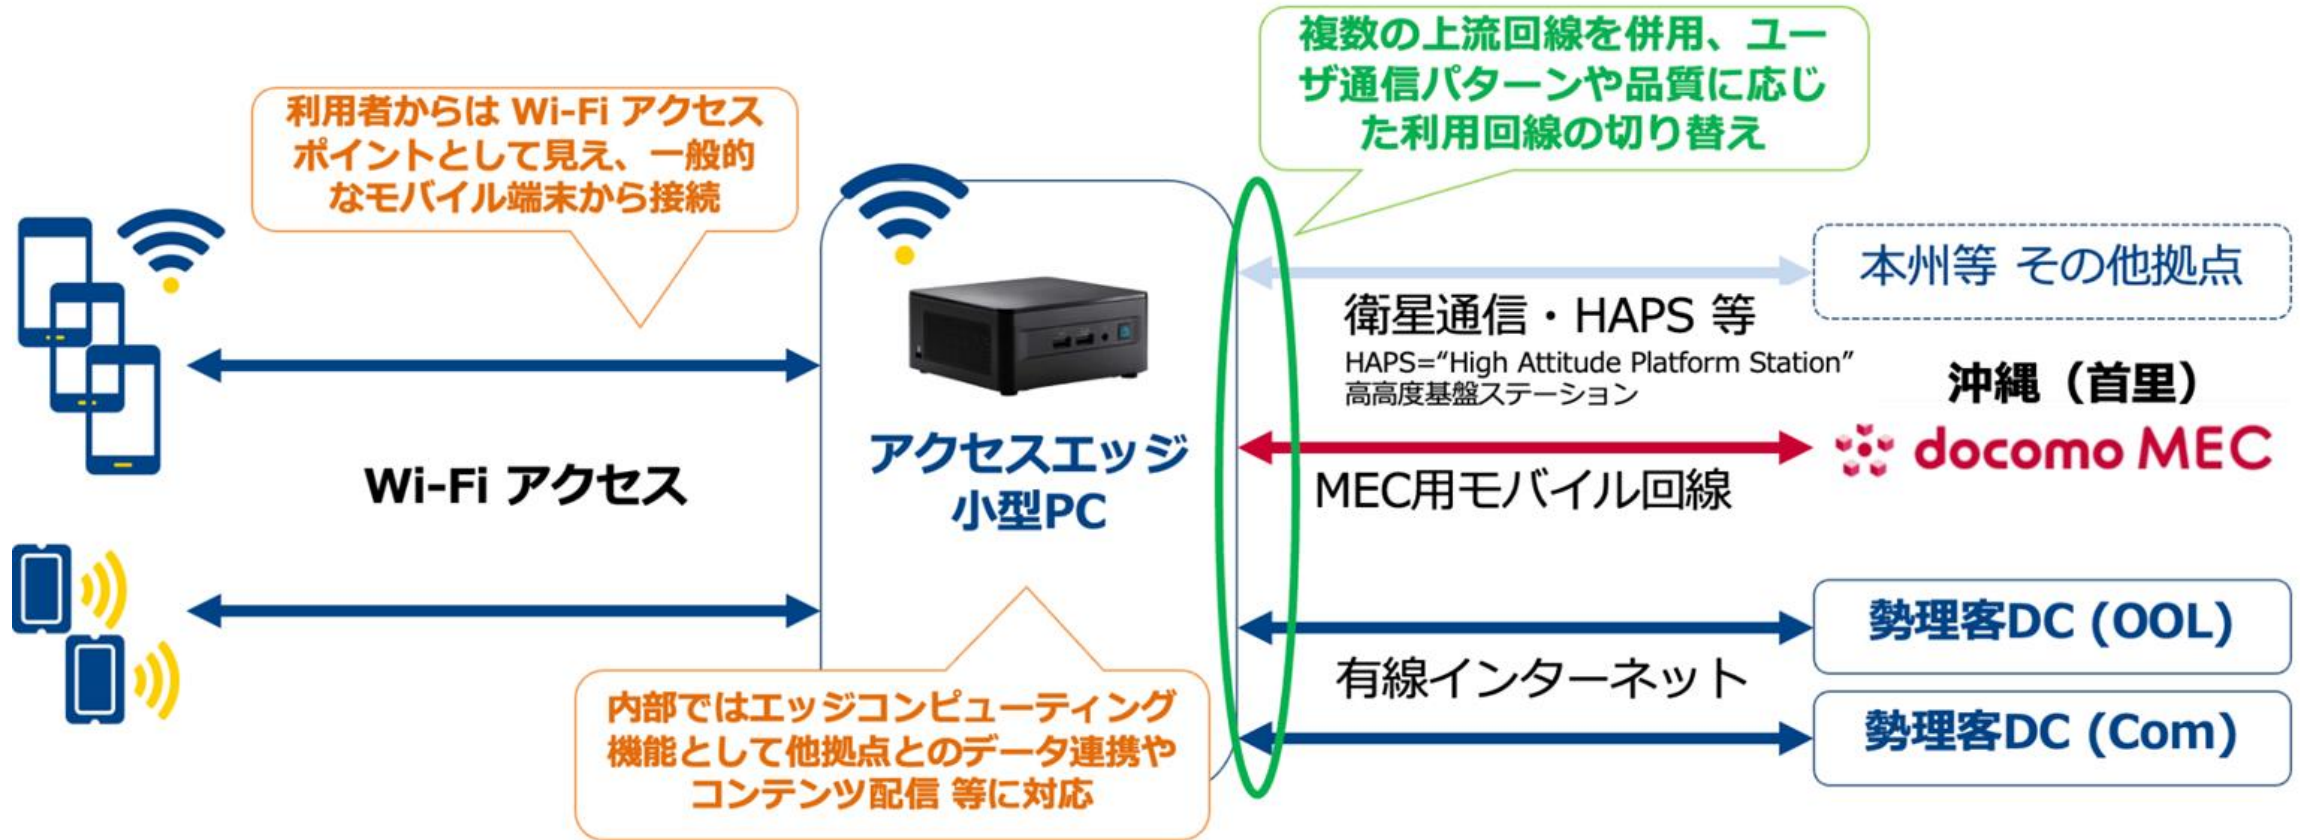 複数の上流回線を併用、ユー
ザ通信パターンや品質に応じ
た利用回線の切り替え
利用者からは Wi-Fi アクセス
ポイントとして見え、一般的
なモバイル端末から接続
本州等 その他拠点
衛星通信・HAPS 等
HAPS=“High Attitude Platform Station”
高高度基盤ステーション
沖縄（首里）
docomo MEC
アクセスエッジ
小型PC
Wi-Fi アクセス
MEC用モバイル回線
勢理客DC (OOL)
有線インターネット
勢理客DC (Com)
内部ではエッジコンピューティング
機能として他拠点とのデータ連携や
コンテンツ配信 等に対応